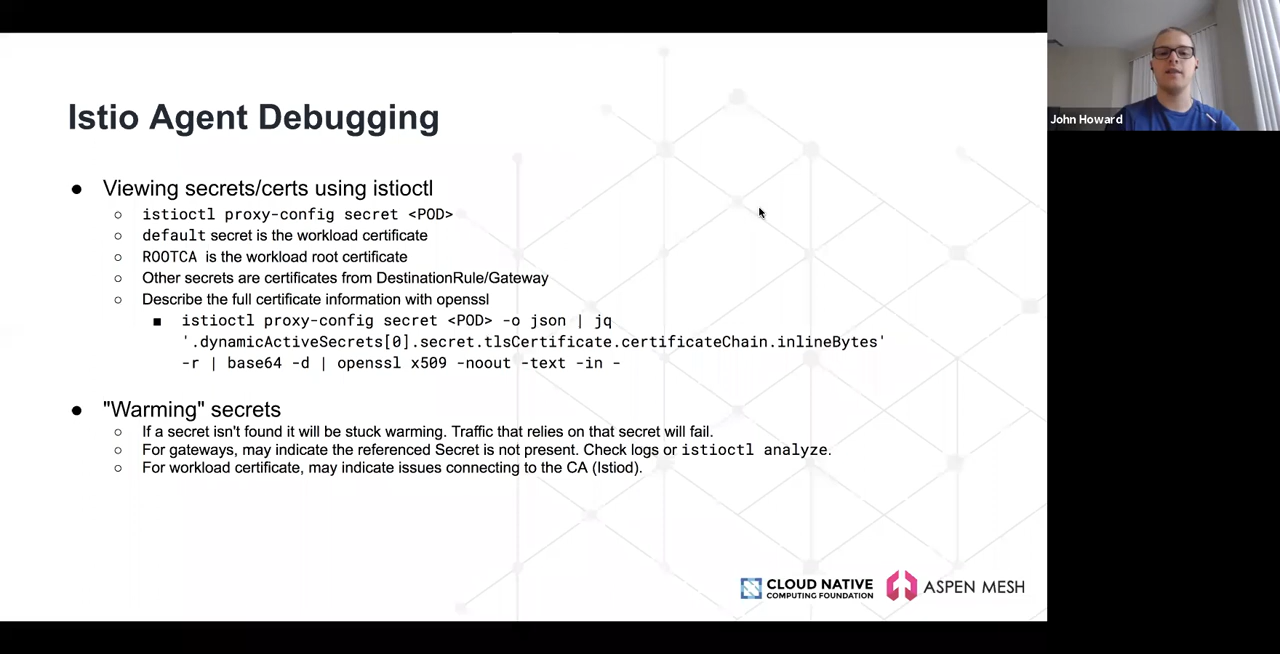 Istio Agent Debugging
John Howard
● Viewing secrets/certs using istioctl
○ istioctl proxy-config secret <POD>
○ default secret is the workload certificate
○ ROOTCA is the workload root certificate
○ Other secrets are certificates from DestinationRule/Gateway
○ Describe the full certificate information with openssl
■ istioctl proxy-config secret <POD> -o json | jq
'.dynamicActiveSecrets[0].secret.tlsCertificate.certificateChain.inlineBytes'
-r | base64 -d | openssl x509 -noout -text -in -
● "Warming" secrets
○ If a secret isn't found it will be stuck warming. Traffic that relies on that secret will fail.
○ For gateways, may indicate the referenced Secret is not present. Check logs or istioctl analyze.
○ For workload certificate, may indicate issues connecting to the CA (Istiod).
CLOUD NATIVE
COMPUTING FOUNDATION
ASPEN MESH